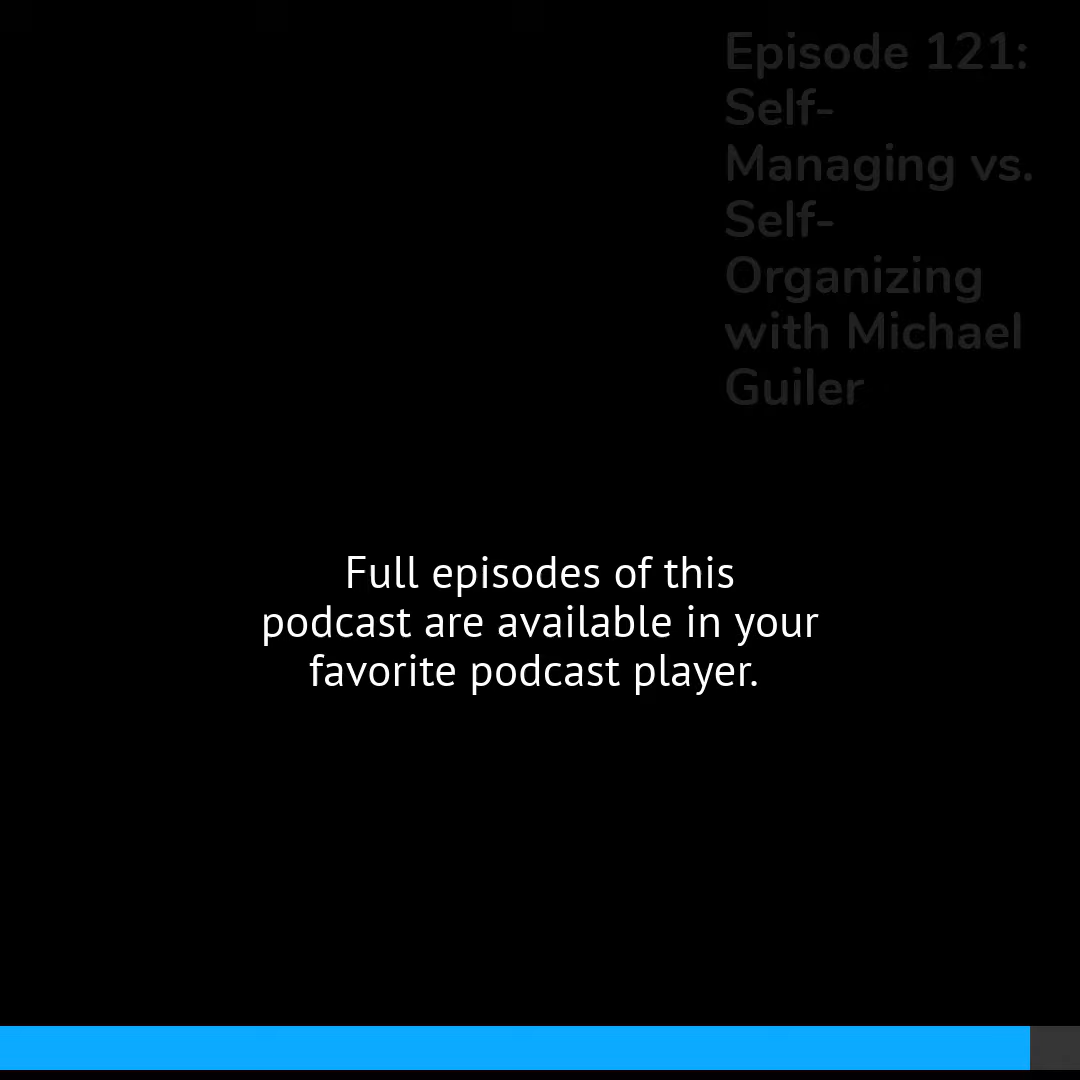 Episode 121:
Self-
Managing vs.
Self-
Organizing
with Michael
Guiler
Full episodes of this
podcast are available in your
favorite podcast player.